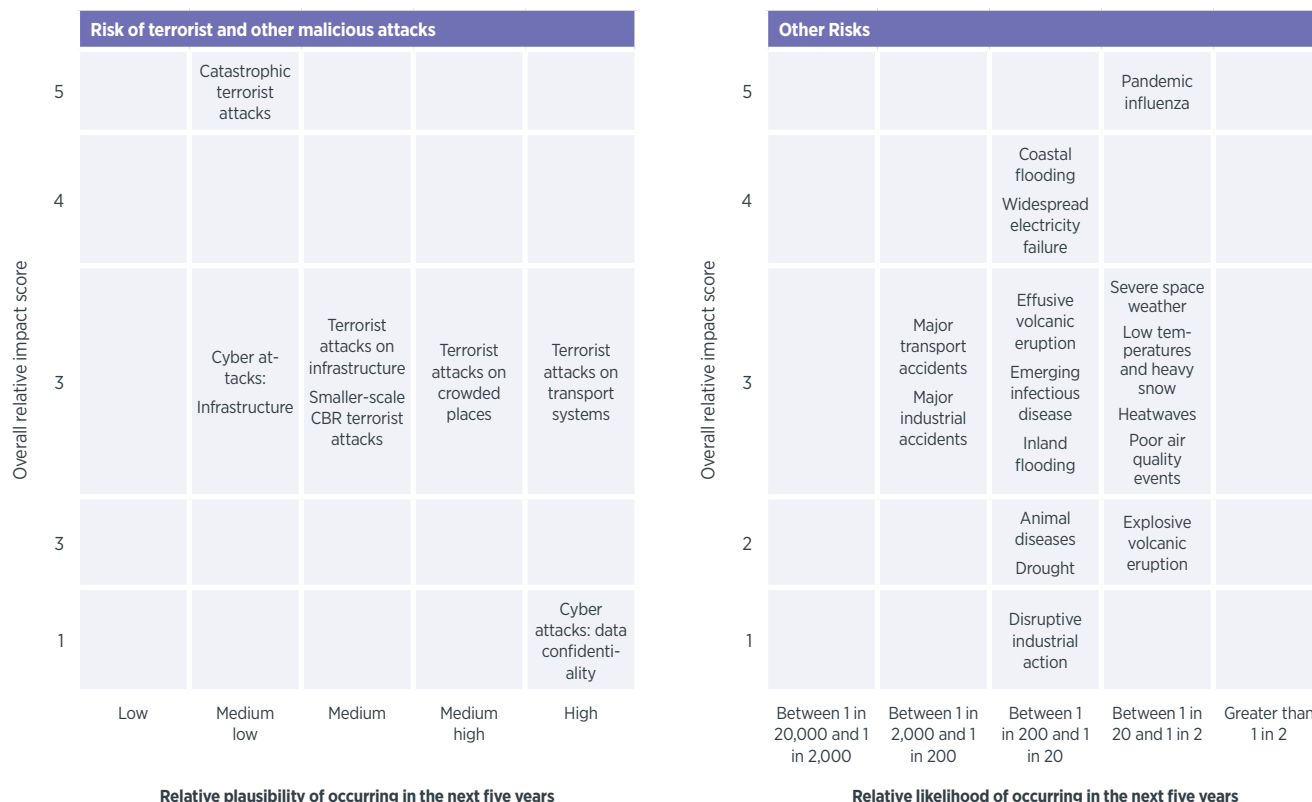 Risk of terrorist and other malicious attacks
Overall relative impact score
5
Catastrophic
terrorist
attacks
4
3
Cyber at-
tacks:
Infrastructure
Terrorist
attacks on
infrastructure
Smaller-scale
CBR terrorist
attacks
Terrorist
attacks on
crowded
places
Terrorist
attacks on
transport
systems
3
1
Cyber
attacks: data
confidenti-
ality
Low
Medium
low
Medium
Medium
high
High
Relative plausibility of occurring in the next five years
Other Risks
Overall relative impact score
5
Pandemic
influenza
4
Coastal
flooding
Widespread
electricity
failure
3
Major
transport
accidents
Major
industrial
accidents
Effusive
volcanic
eruption
Emerging
infectious
disease
Inland
flooding
Severe space
weather
Low tem-
peratures
and heavy
snow
Heatwaves
Poor air
quality
events
2
Animal
diseases
Drought
Explosive
volcanic
eruption
1
Disruptive
industrial
action
Between 1 in
20,000 and 1
in 2,000
Between 1 in
2,000 and 1
in 200
Between 1
in 200 and 1
in 20
Between 1 in
20 and 1 in 2
Greater than
1 in 2
Relative likelihood of occurring in the next five years